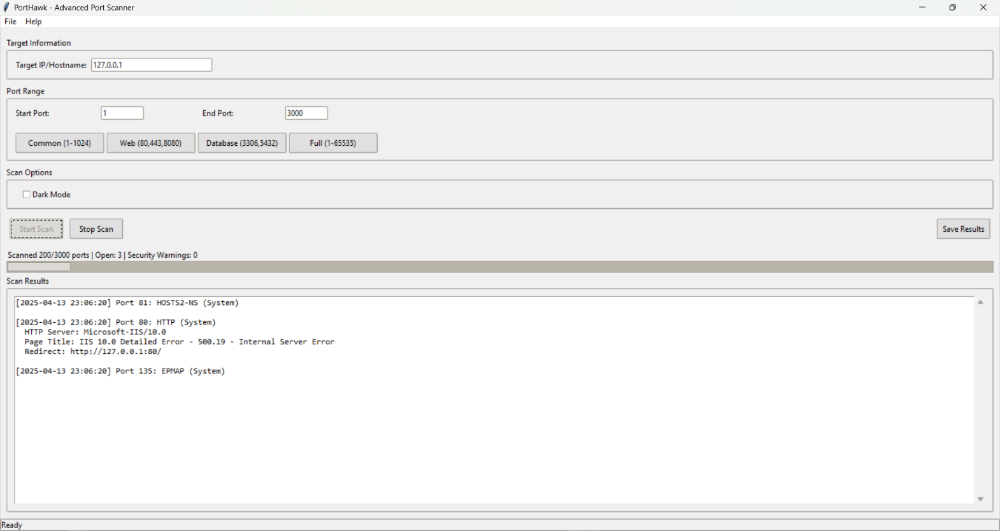 PortHawk - Advanced Port Scanner
File Help
Target Information
Target IP/Hostname: 127.0.0.1
Port Range
Start Port: 1 End Port: 3000
Common (1-1024) Web (80,443,8080) Database (3306,5432) Full (1-65535)
Scan Options
Dark Mode
Start Scan Stop Scan Save Results
Scanned 200/3000 ports | Open: 3 | Security Warnings: 0
Scan Results
[2025-04-13 23:06:20] Port 81: HOSTS2-NS (System)
[2025-04-13 23:06:20] Port 80: HTTP (System)
HTTP Server: Microsoft-IIS/10.0
Page Title: IIS 10.0 Detailed Error - 500.19 - Internal Server Error
Redirect: http://127.0.0.1:80/
[2025-04-13 23:06:20] Port 135: EPMAP (System)
Ready